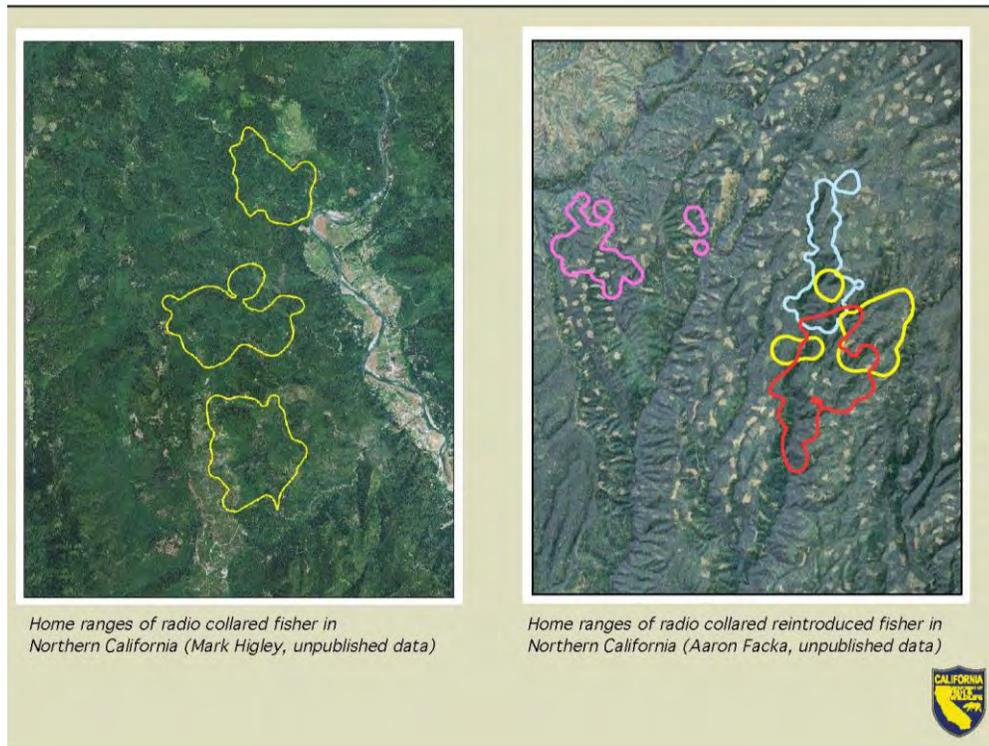 Home ranges of radio collared fisher in
Northern California (Mark Higley, unpublished data)
Home ranges of radio collared reintroduced fisher in
Northern California (Aaron Facka, unpublished data)
CALIFORNIA